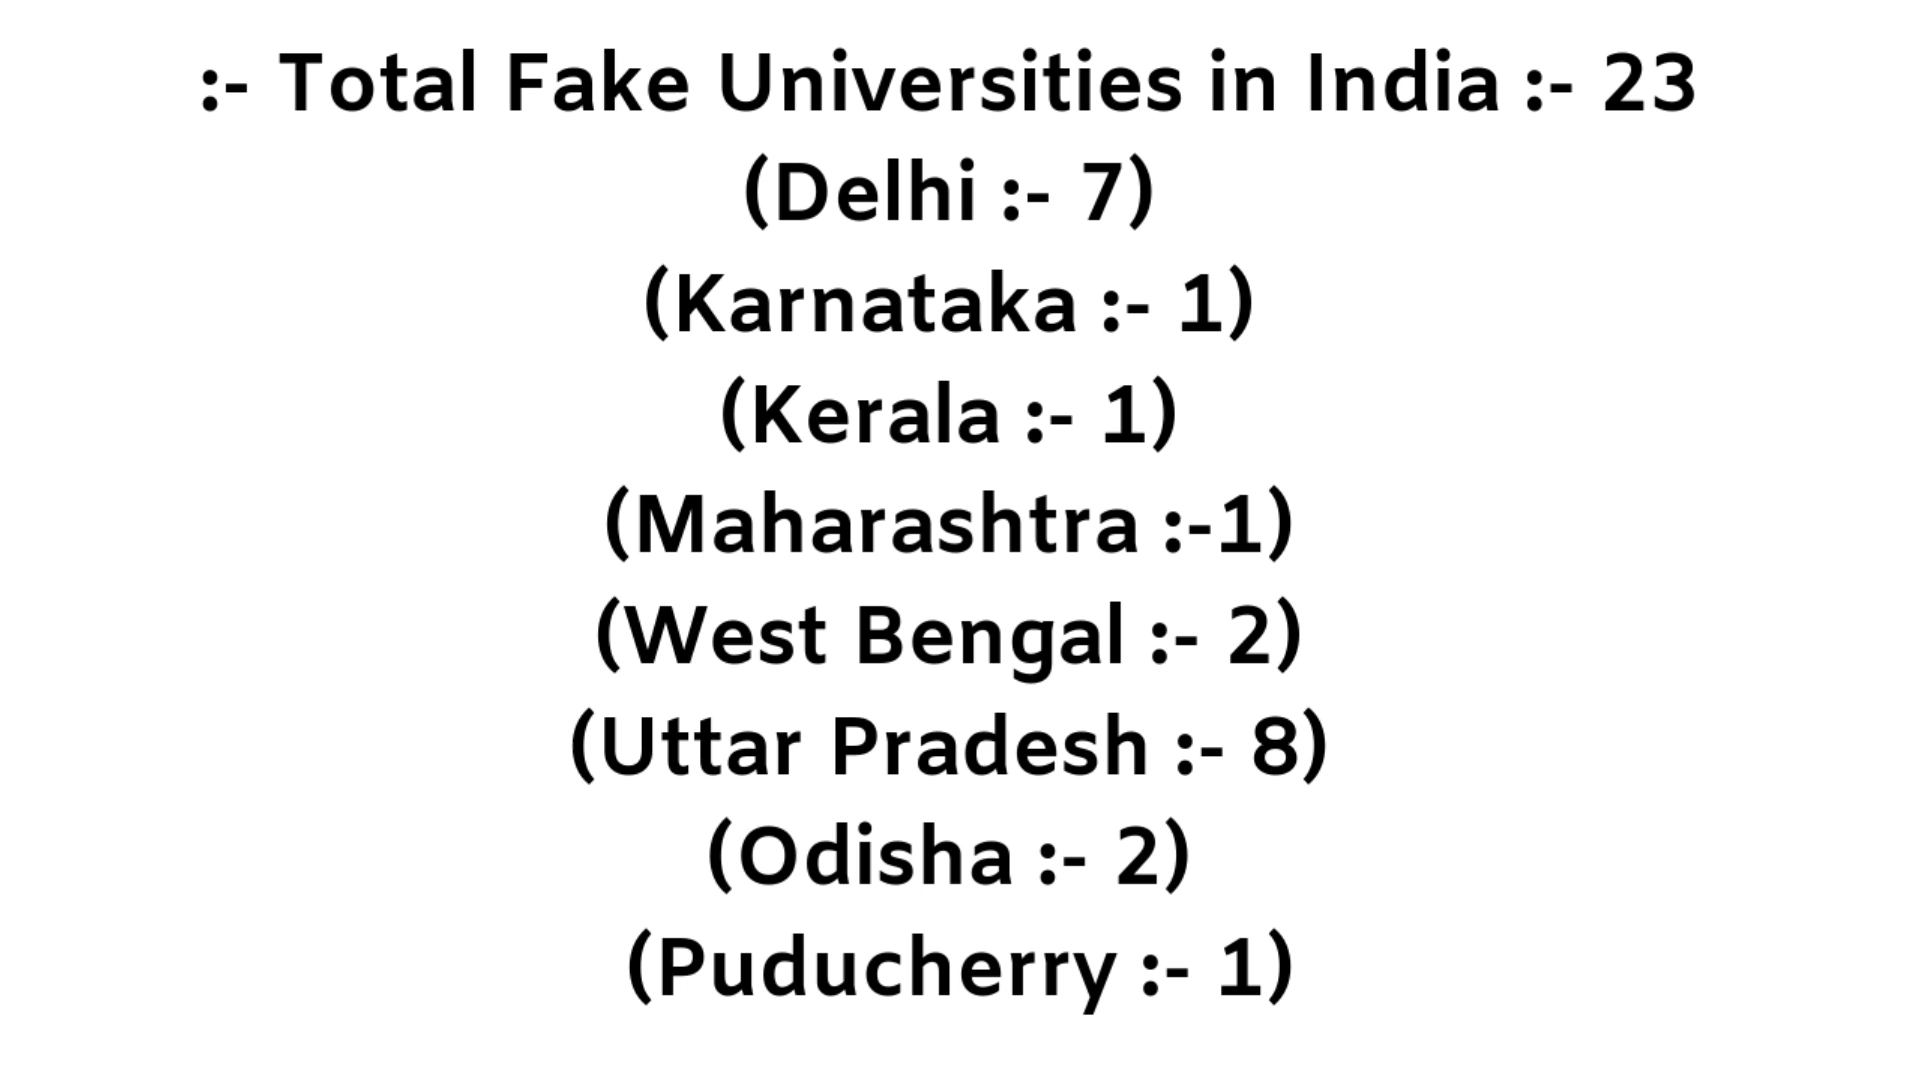 :- Total Fake Universities in India :- 23
(Delhi :- 7)
(Karnataka :- 1)
(Kerala :- 1)
(Maharashtra :-1)
(West Bengal :- 2)
(Uttar Pradesh :- 8)
(Odisha :- 2)
(Puducherry :- 1)